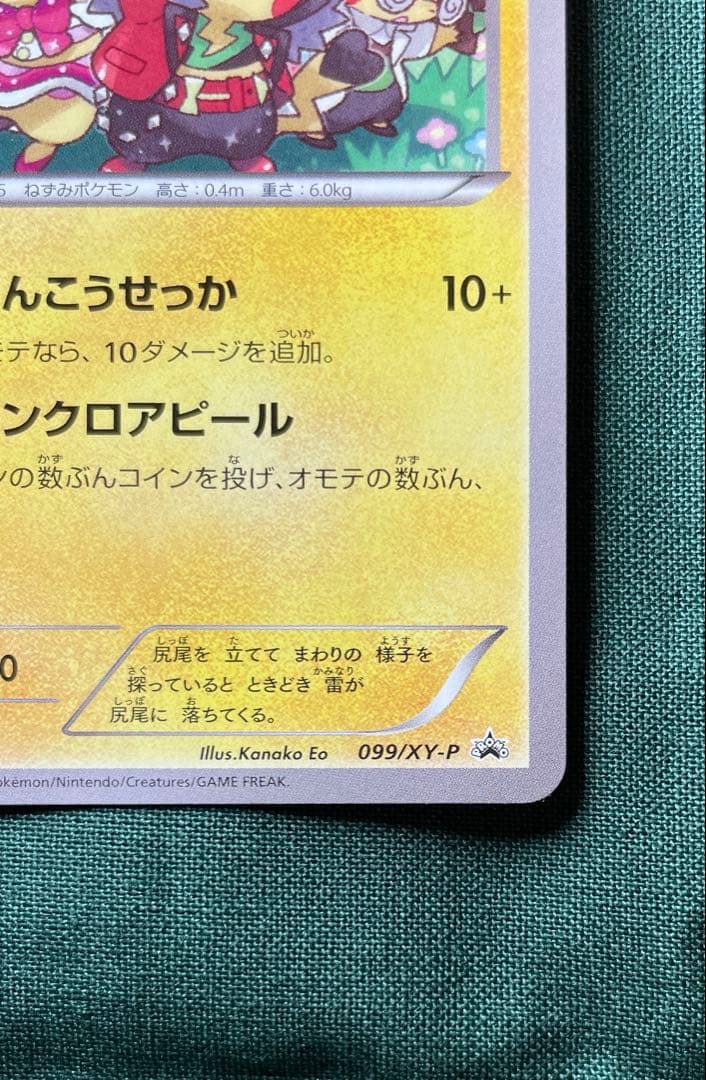 5 ねずみポケモン 高さ：0.4m 重さ：6.0kg
んこうせっか 10+
モテなら、10ダメージを追加。
ンクロアピール
ンの数ぶんコインを投げ、オモテの数ぶん、
0
尻尾を 立てて まわりの 様子を
探っていると ときどき 雷が
尻尾に 落ちてくる。
Illus.Kanako Eo 099/XY-P PROMO
Pokémon/Nintendo/Creatures/GAME FREAK.